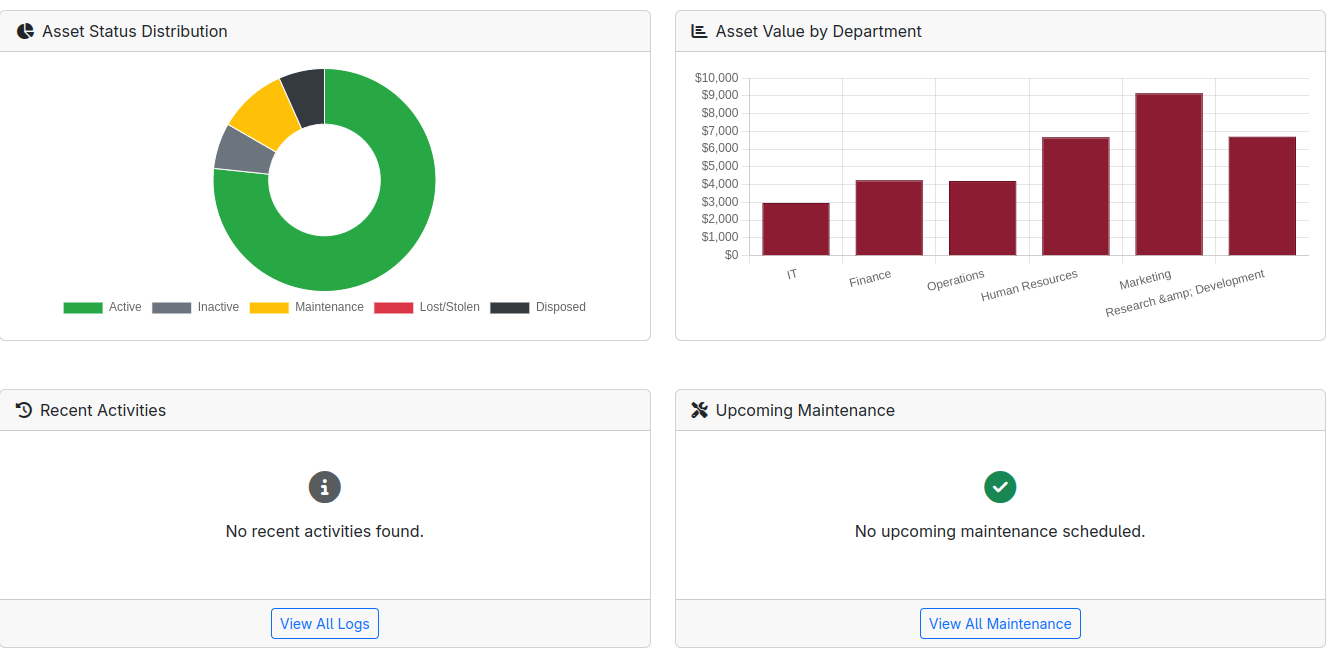 Asset Status Distribution
Active Inactive Maintenance Lost/Stolen Disposed
Asset Value by Department
$10,000
$9,000
$8,000
$7,000
$6,000
$5,000
$4,000
$3,000
$2,000
$1,000
$0
IT
Finance
Operations
Human Resources
Marketing
Research &amp; Development
Recent Activities
No recent activities found.
View All Logs
Upcoming Maintenance
No upcoming maintenance scheduled.
View All Maintenance